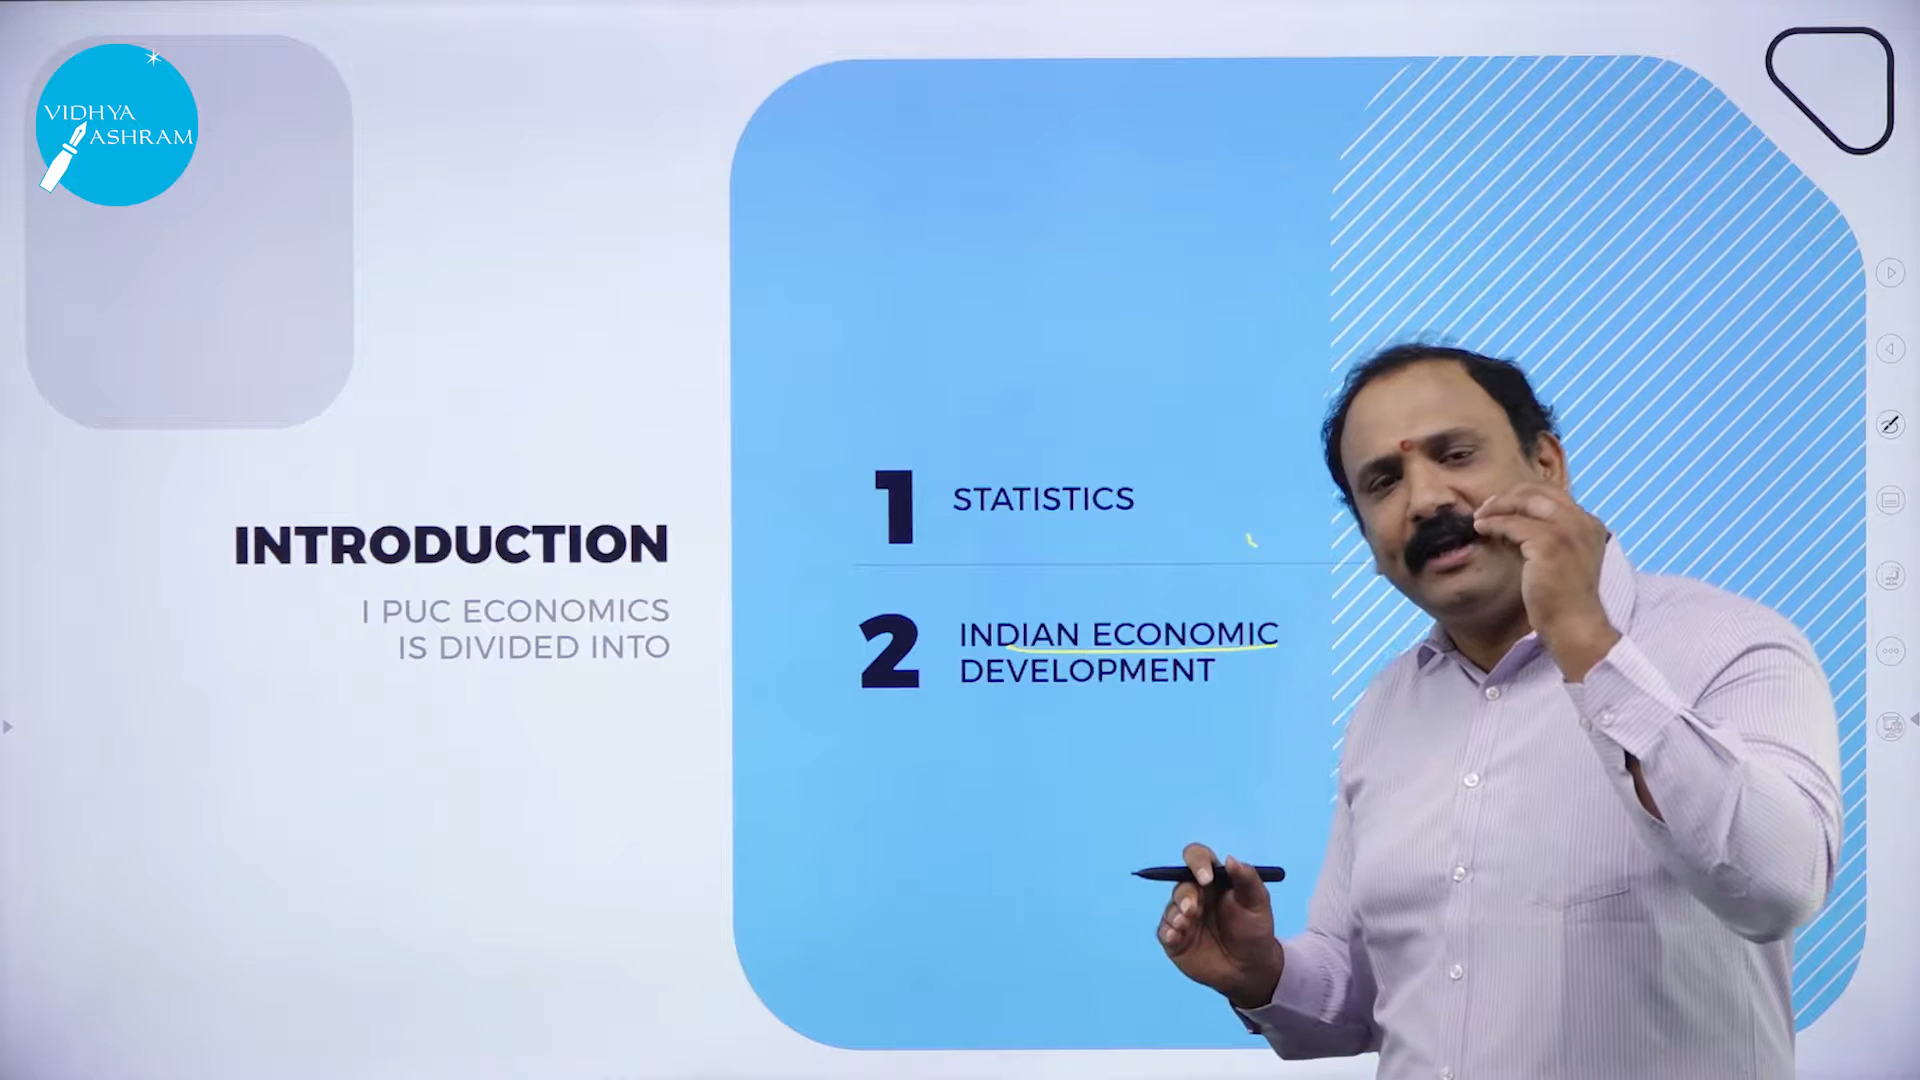 VIDHYA
ASHRAM
INTRODUCTION
I PUC ECONOMICS
IS DIVIDED INTO
1 STATISTICS
2 INDIAN ECONOMIC
DEVELOPMENT